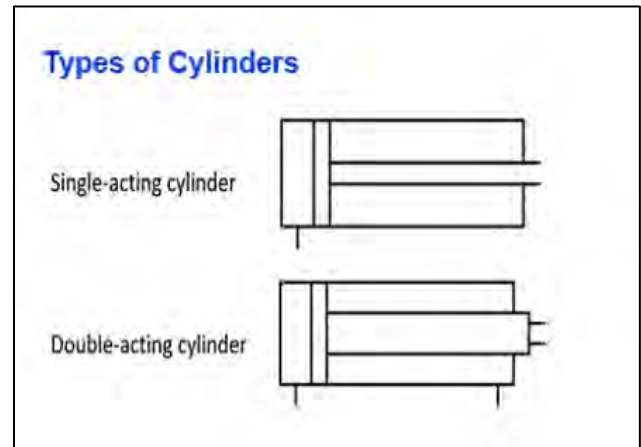 Types of Cylinders
Single-acting cylinder
Double-acting cylinder